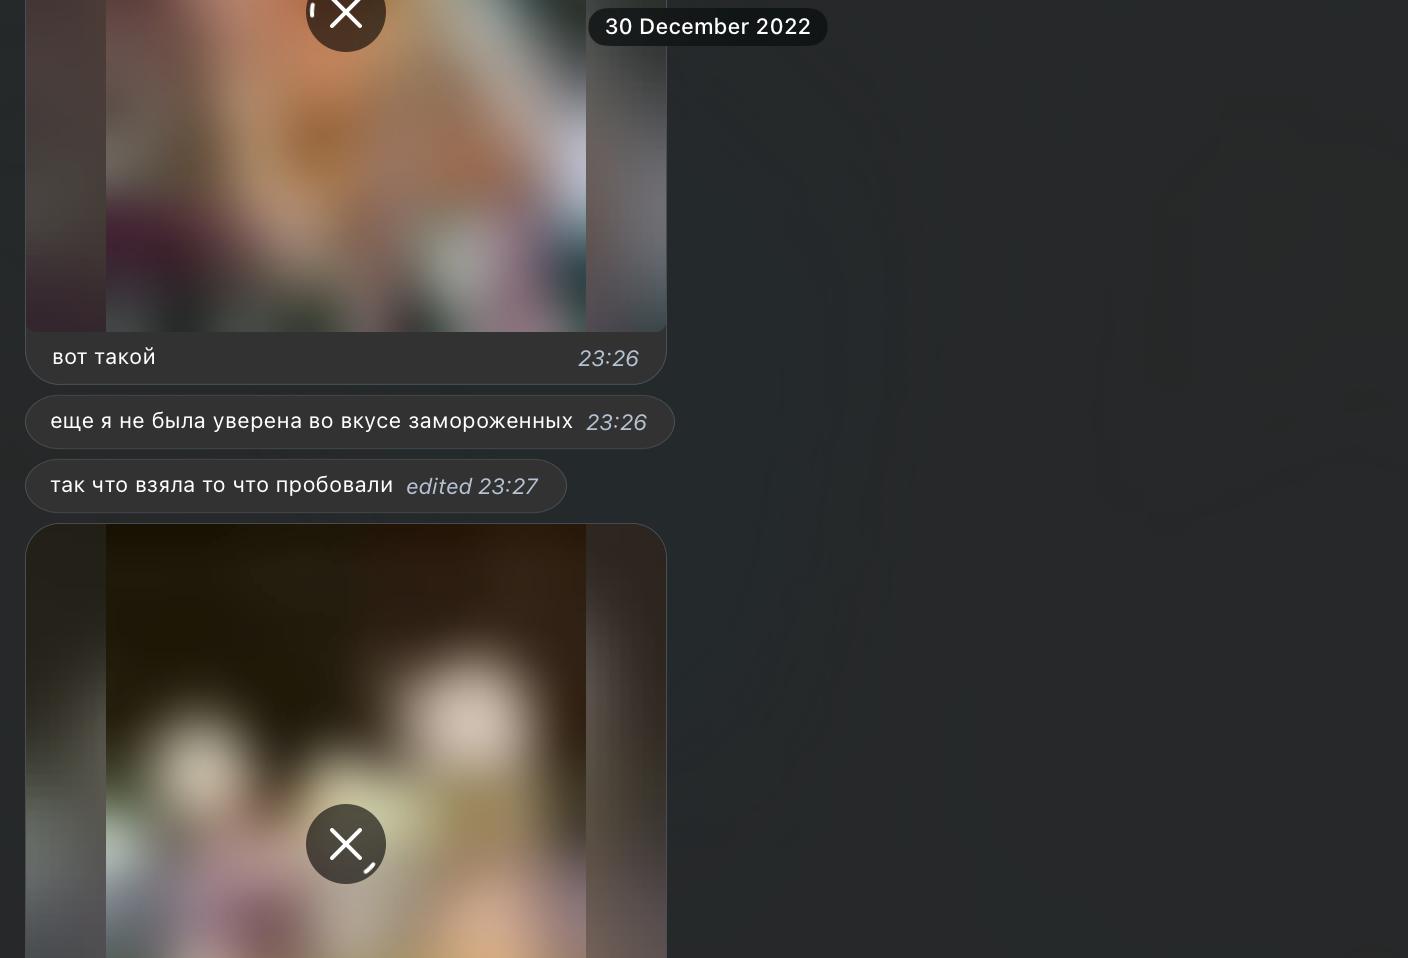 30 December 2022
вот такой 23:26
еще я не была уверена во вкусе замороженных 23:26
так что взяла то что пробовали edited 23:27